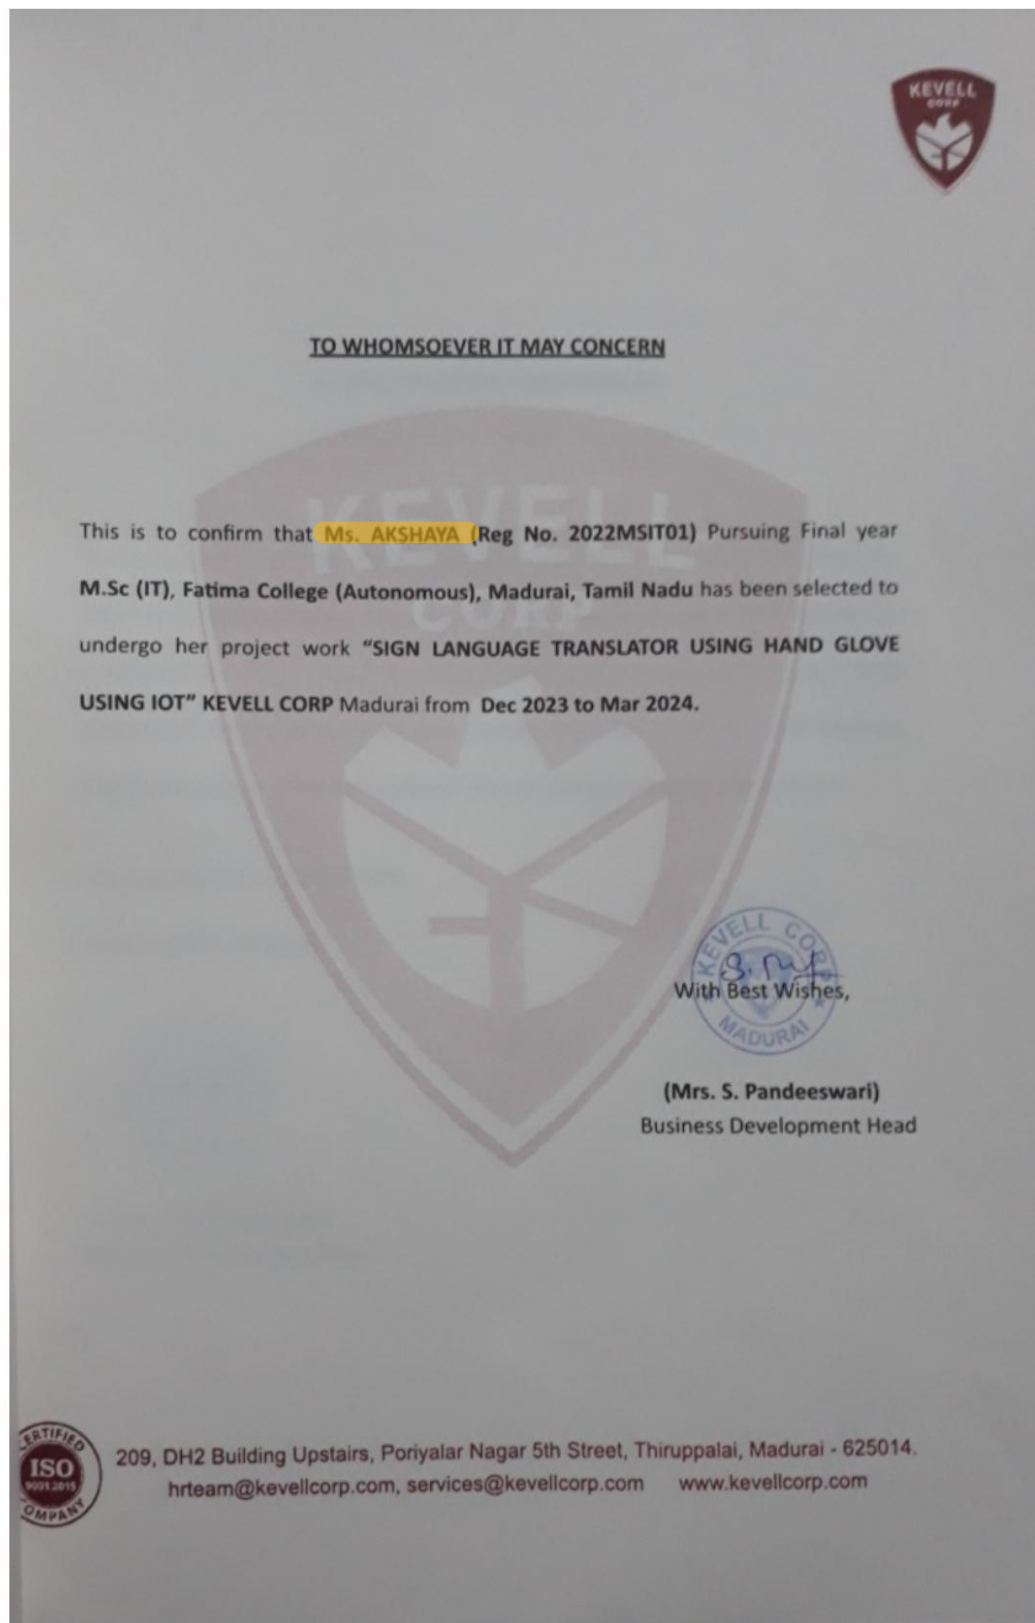 KEVELL
CORP
TO WHOMSOEVER IT MAY CONCERN
KEVELL
CORP
This is to confirm that Ms. AKSHAYA (Reg No. 2022MSIT01) Pursuing Final year
M.Sc (IT), Fatima College (Autonomous), Madurai, Tamil Nadu has been selected to
undergo her project work “SIGN LANGUAGE TRANSLATOR USING HAND GLOVE
USING IOT” KEVELL CORP Madurai from Dec 2023 to Mar 2024.
KEVELL CORP
MADURAI
With Best Wishes,
(Mrs. S. Pandeeswari)
Business Development Head
CERTIFIED
ISO
9001:2015
COMPANY
209, DH2 Building Upstairs, Poriyalar Nagar 5th Street, Thiruppalai, Madurai - 625014.
hrteam@kevellcorp.com, services@kevellcorp.com www.kevellcorp.com